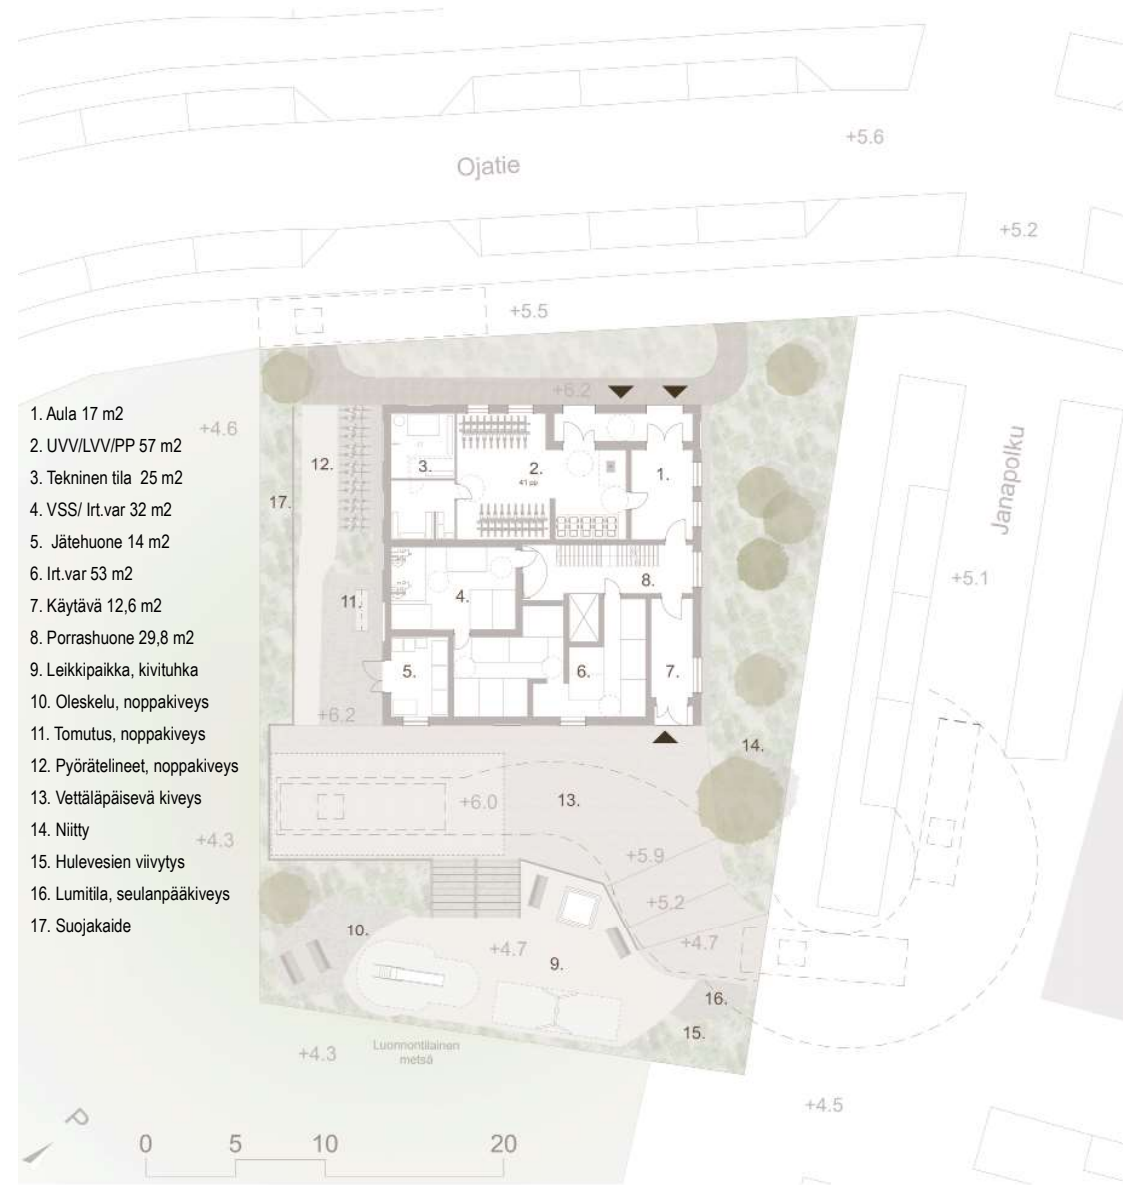 +5.6
Ojatie
+5.2
+5.5
+6.2
1. Aula 17 m2
2. UVV/LVV/PP 57 m2
3. Tekninen tila 25 m2
4. VSS/ Irt.var 32 m2
5. Jätehuone 14 m2
6. Irt.var 53 m2
7. Käytävä 12,6 m2
8. Porrashuone 29,8 m2
9. Leikkipaikka, kivituhka
10. Oleskelu, noppakiveys
11. Tomutus, noppakiveys
12. Pyörätelineet, noppakiveys
13. Vettäläpäisevä kiveys
14. Niitty
15. Hulevesien viivytys
16. Lumitila, seulanpääkiveys
17. Suojakaide
+4.6
12.
3.
2.
41 pp
1.
17.
Janapolku
+5.1
8.
4.
11.
5.
6.
7.
+6.2
14.
+6.0
13.
+4.3
+5.9
+5.2
10.
+4.7
+4.7
9.
16.
15.
+4.3
Luonnontilainen
metsä
+4.5
P
0 5 10 20